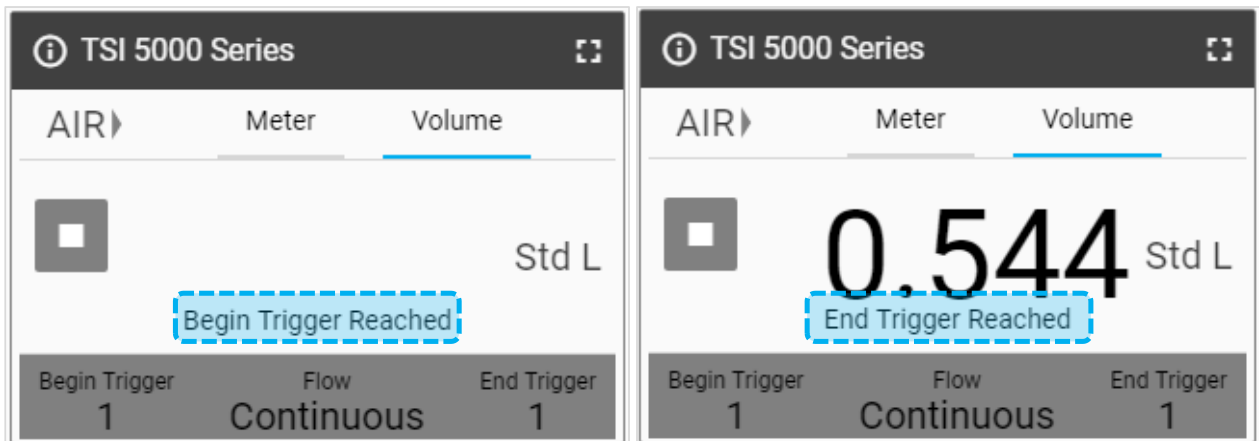 TSI 5000 Series
AIR
Meter
Volume
Std L
Begin Trigger Reached
Begin Trigger Flow End Trigger
1 Continuous 1
TSI 5000 Series
AIR
Meter
Volume
0.544 Std L
End Trigger Reached
Begin Trigger Flow End Trigger
1 Continuous 1